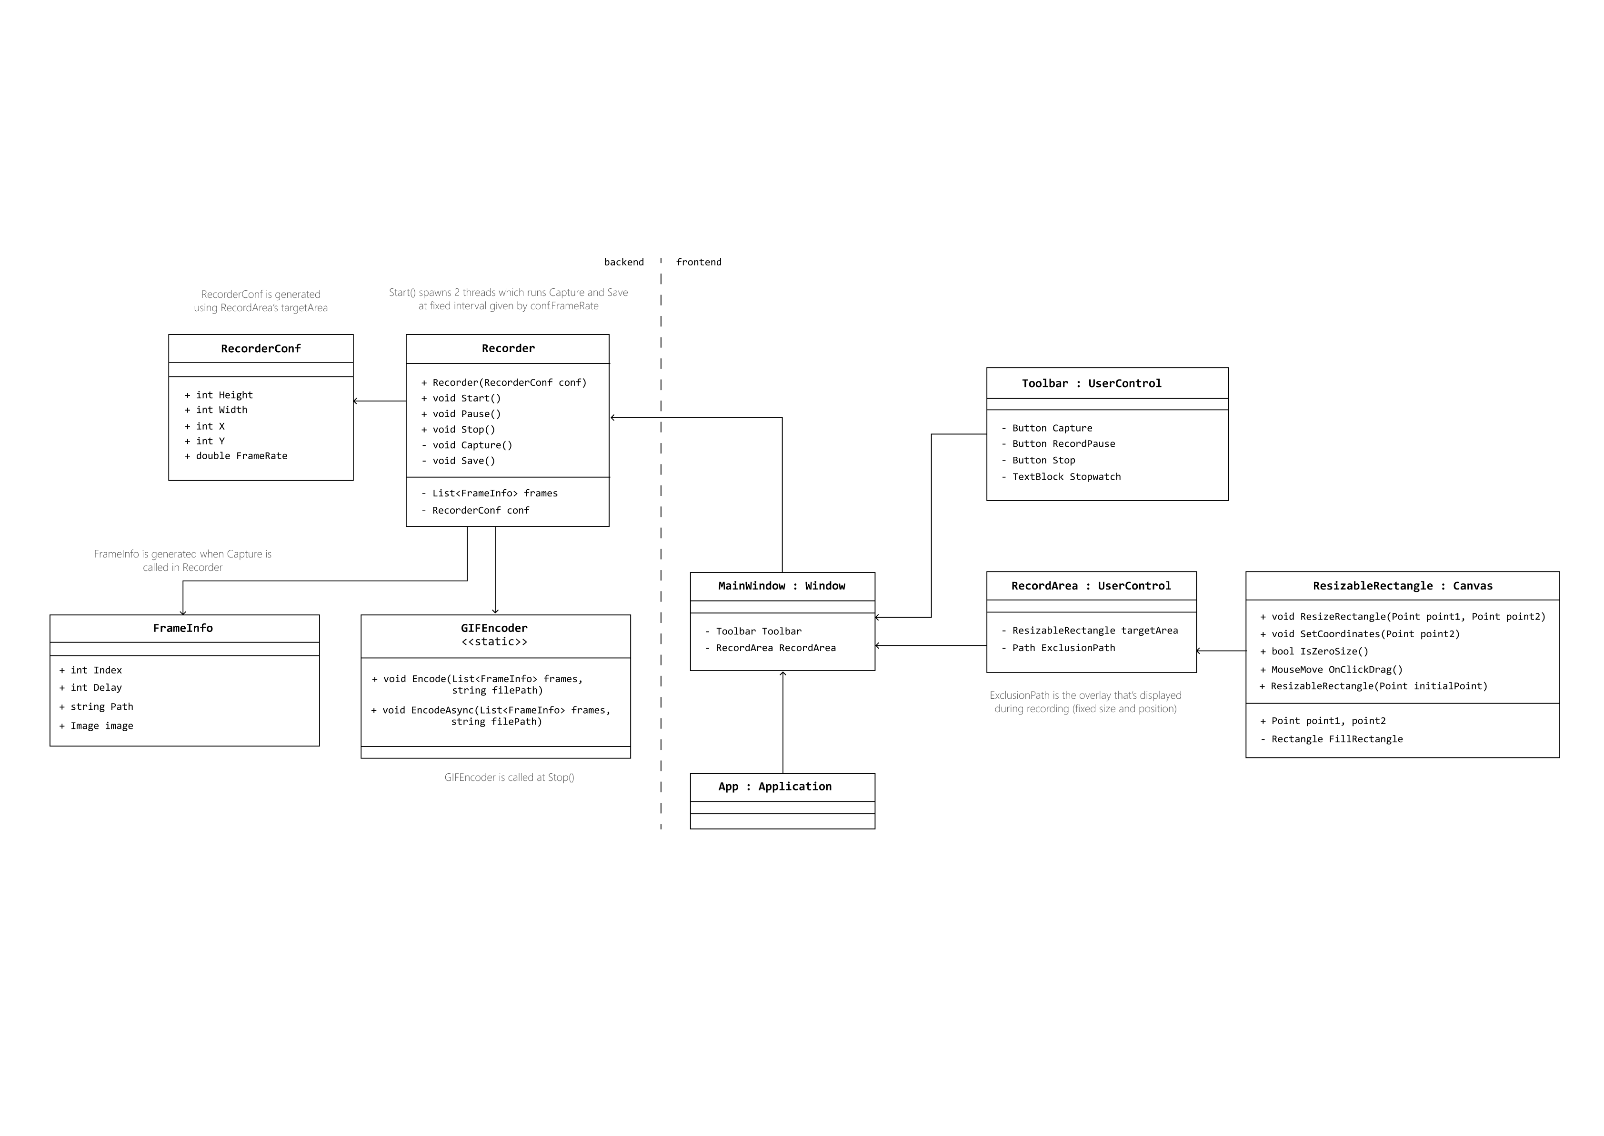 backend
frontend
RecorderConf is generated
using RecordArea's targetArea
Start() spawns 2 threads which runs Capture and Save
at fixed interval given by confFrameRate
RecorderConf
+ int Height
+ int Width
+ int X
+ int Y
+ double FrameRate
Recorder
+ Recorder(RecorderConf conf)
+ void Start()
+ void Pause()
+ void Stop()
- void Capture()
- void Save()
- List<FrameInfo> frames
- RecorderConf conf
FrameInfo is generated when Capture is
called in Recorder
FrameInfo
+ int Index
+ int Delay
+ string Path
+ Image image
GIFEncoder
<<static>>
+ void Encode(List<FrameInfo> frames,
string filePath)
+ void EncodeAsync(List<FrameInfo> frames,
string filePath)
GIFEncoder is called at Stop()
Toolbar : UserControl
- Button Capture
- Button RecordPause
- Button Stop
- TextBlock Stopwatch
MainWindow : Window
- Toolbar Toolbar
- RecordArea RecordArea
RecordArea : UserControl
- ResizableRectangle targetArea
- Path ExclusionPath
ExclusionPath is the overlay that's displayed
during recording (fixed size and position)
ResizableRectangle : Canvas
+ void ResizeRectangle(Point point1, Point point2)
+ void SetCoordinates(Point point2)
+ bool IsZeroSize()
+ MouseMove OnClickDrag()
+ ResizableRectangle(Point initialPoint)
+ Point point1, point2
- Rectangle FillRectangle
App : Application